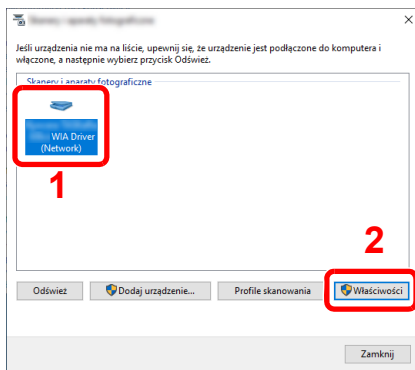 Jeśli urządzenia nie ma na liście, upewnij się, że urządzenie jest podłączone do komputera i
włączone, a następnie wybierz przycisk Odśwież.
Skanery i aparaty fotograficzne
WIA Driver
(Network)
1
2
Odśwież
Dodaj urządzenie...
Profile skanowania
Właściwości
Zamknij